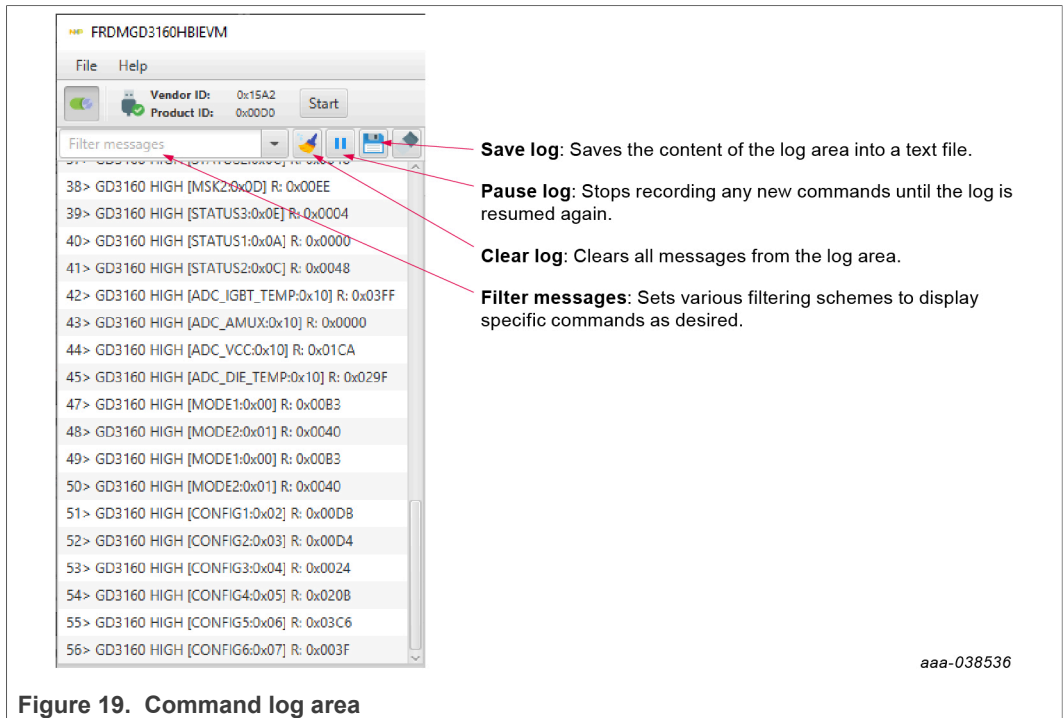 NXP FRDMGD3160HBIEVM
File Help
Vendor ID: 0x15A2
Product ID: 0x00D0
Start
Filter messages
38> GD3160 HIGH [MSK2:0x0D] R: 0x00EE
39> GD3160 HIGH [STATUS3:0x0E] R: 0x0004
40> GD3160 HIGH [STATUS1:0x0A] R: 0x0000
41> GD3160 HIGH [STATUS2:0x0C] R: 0x0048
42> GD3160 HIGH [ADC_IGBT_TEMP:0x10] R: 0x03FF
43> GD3160 HIGH [ADC_AMUX:0x10] R: 0x0000
44> GD3160 HIGH [ADC_VCC:0x10] R: 0x01CA
45> GD3160 HIGH [ADC_DIE_TEMP:0x10] R: 0x029F
47> GD3160 HIGH [MODE1:0x00] R: 0x00B3
48> GD3160 HIGH [MODE2:0x01] R: 0x0040
49> GD3160 HIGH [MODE1:0x00] R: 0x00B3
50> GD3160 HIGH [MODE2:0x01] R: 0x0040
51> GD3160 HIGH [CONFIG1:0x02] R: 0x00DB
52> GD3160 HIGH [CONFIG2:0x03] R: 0x00D4
53> GD3160 HIGH [CONFIG3:0x04] R: 0x0024
54> GD3160 HIGH [CONFIG4:0x05] R: 0x020B
55> GD3160 HIGH [CONFIG5:0x06] R: 0x03C6
56> GD3160 HIGH [CONFIG6:0x07] R: 0x003F
Save log: Saves the content of the log area into a text file.
Pause log: Stops recording any new commands until the log is
resumed again.
Clear log: Clears all messages from the log area.
Filter messages: Sets various filtering schemes to display
specific commands as desired.
aaa-038536
Figure 19. Command log area